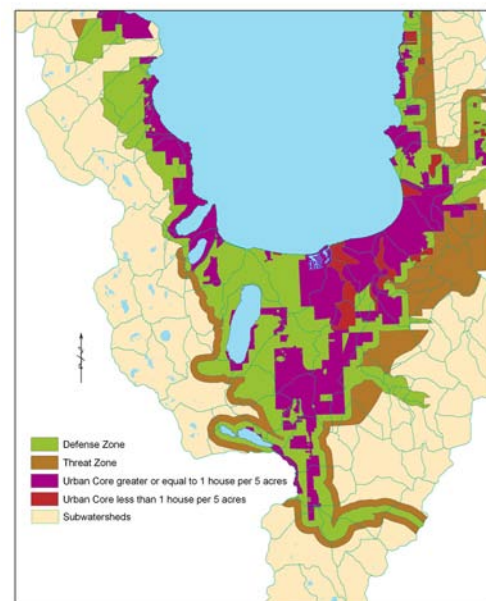 Defense Zone
Threat Zone
Urban Core greater or equal to 1 house per 5 acres
Urban Core less than 1 house per 5 acres
Subwatersheds